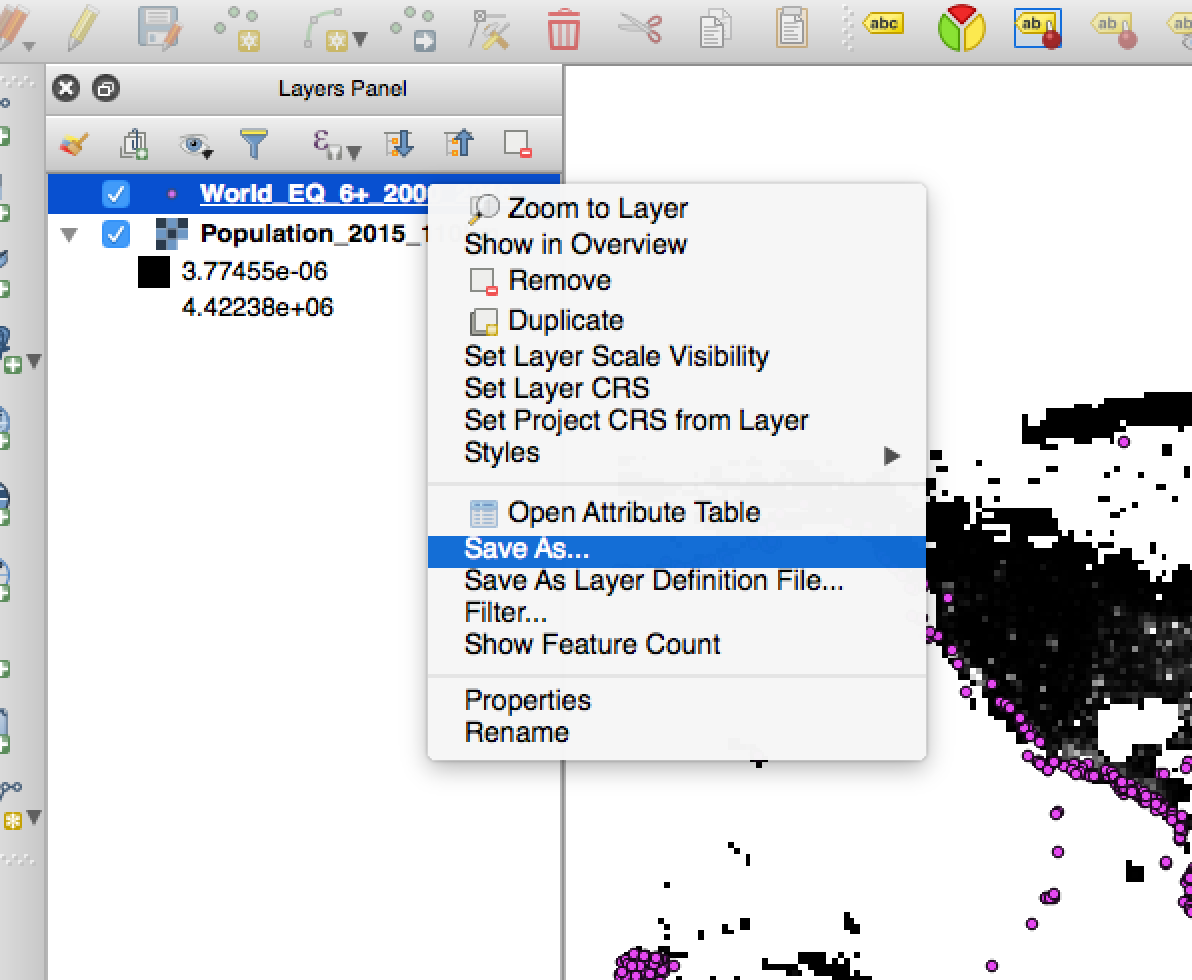 abc
ab
ab
ab
Layers Panel
ε
World_EQ_6+_200
Population_2015_1
3.77455e-06
4.42238e+06
Zoom to Layer
Show in Overview
Remove
Duplicate
Set Layer Scale Visibility
Set Layer CRS
Set Project CRS from Layer
Styles
Open Attribute Table
Save As...
Save As Layer Definition File...
Filter...
Show Feature Count
Properties
Rename